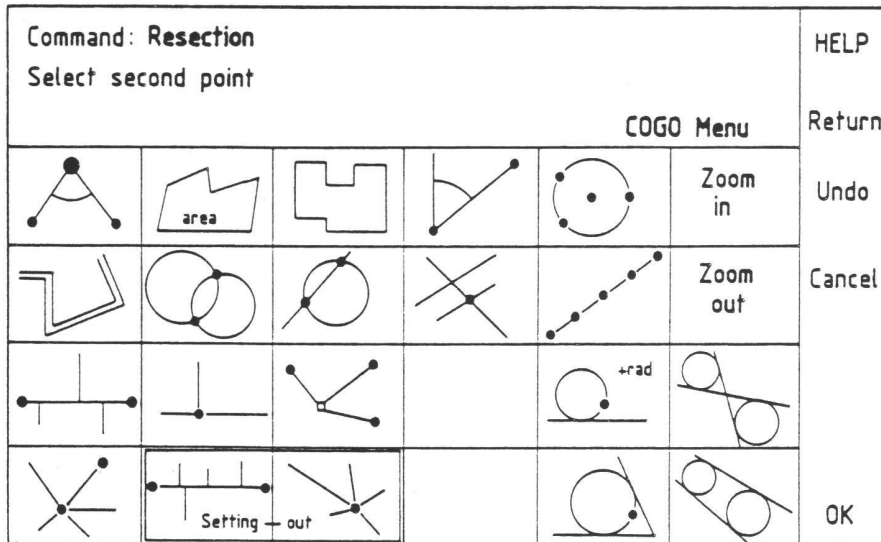 Command: Resection
HELP
Select second point
COGO Menu
Return
Zoom
in
Undo
area
Zoom
out
Cancel
+rad
Setting-out
OK